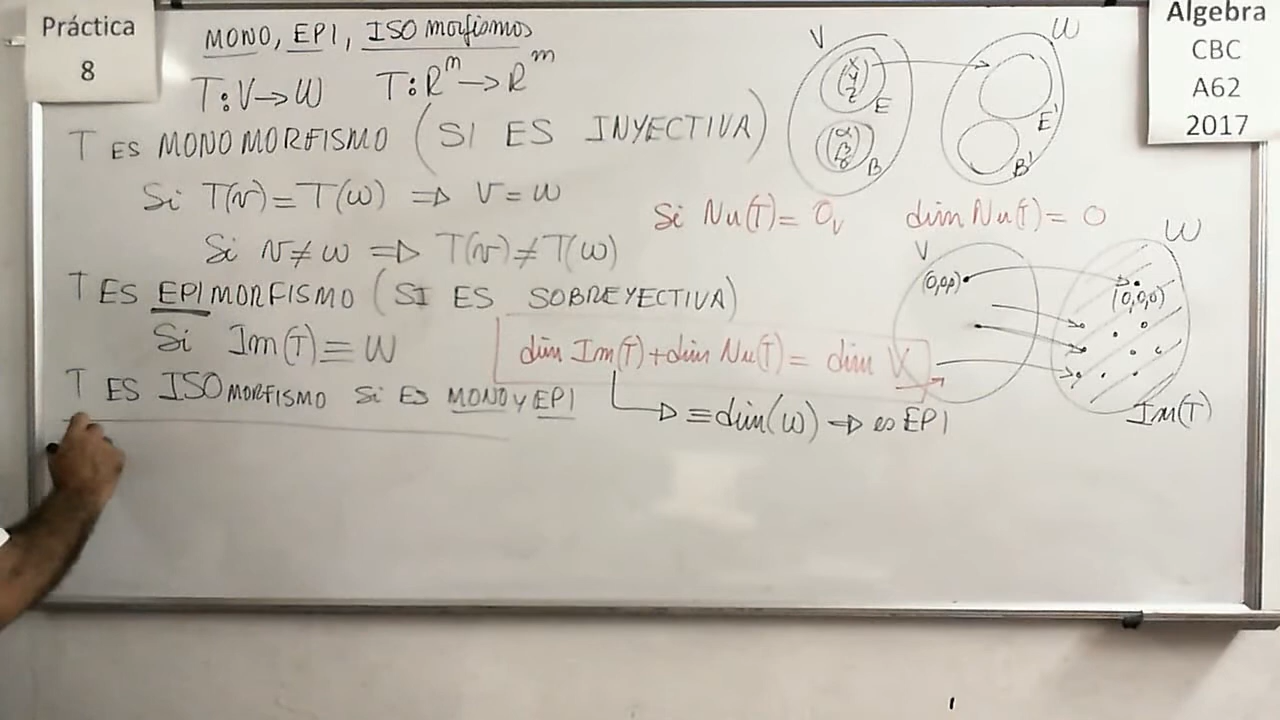 Práctica
8
Algebra
CBC
A62
2017
MONO, EPI, ISO morfismos
T: V → W T: R^m → R^m
T ES MONOMORFISMO (SI ES INYECTIVA)
Si T(v) = T(w) ⇒ V = W
Si v ≠ w ⇒ T(v) ≠ T(w)
Si Nu(T) = 0_V dim Nu(T) = 0
T ES EPIMORFISMO (SI ES SOBREYECTIVA)
Si Im(T) ≡ W
dim Im(T) + dim Nu(T) = dim V
T ES ISOMORFISMO Si ES MONO y EPI
≡ dim(W) ⇒ es EPI
V W
(x y z) E E'
(α β γ) B B'
V W
(0,0,0) (0,0,0)
Im(T)